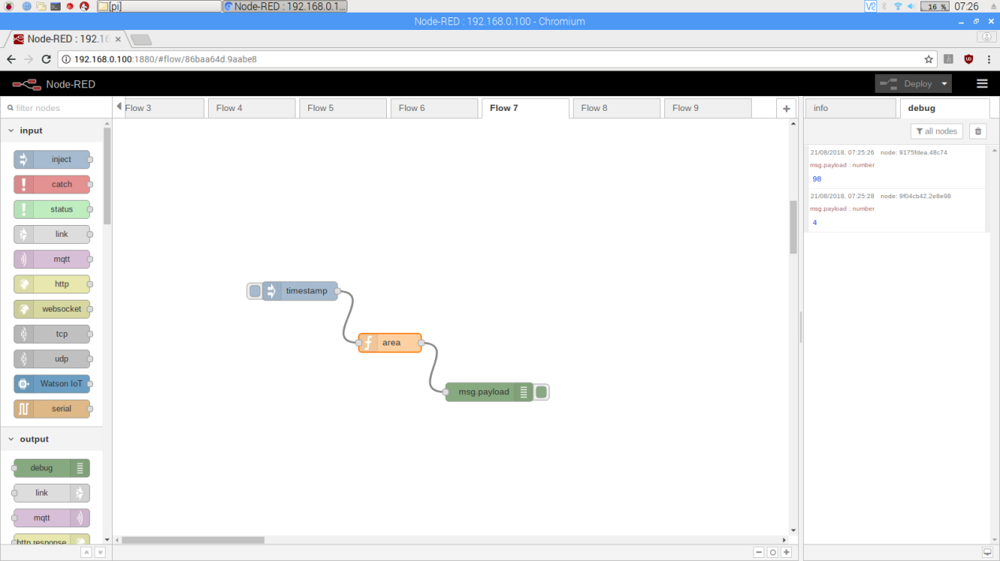 [pi]
Node-RED : 192.168.0.1...
16 %
07:26
Node-RED : 192.168.0.100 - Chromium
Node-RED : 192.16
192.168.0.100:1880/#flow/86baa64d.9aabe8
Node-RED
Deploy
filter nodes
Flow 3
Flow 4
Flow 5
Flow 6
Flow 7
Flow 8
Flow 9
info
debug
all nodes
input
inject
catch
status
link
mqtt
http
websocket
tcp
udp
Watson IoT
serial
output
debug
link
mqtt
http response
timestamp
area
msg.payload
21/08/2018, 07:25:26 node: 9175fdea.48c74
msg.payload : number
98
21/08/2018, 07:25:28 node: 9f04cb42.2e8e98
msg.payload : number
4